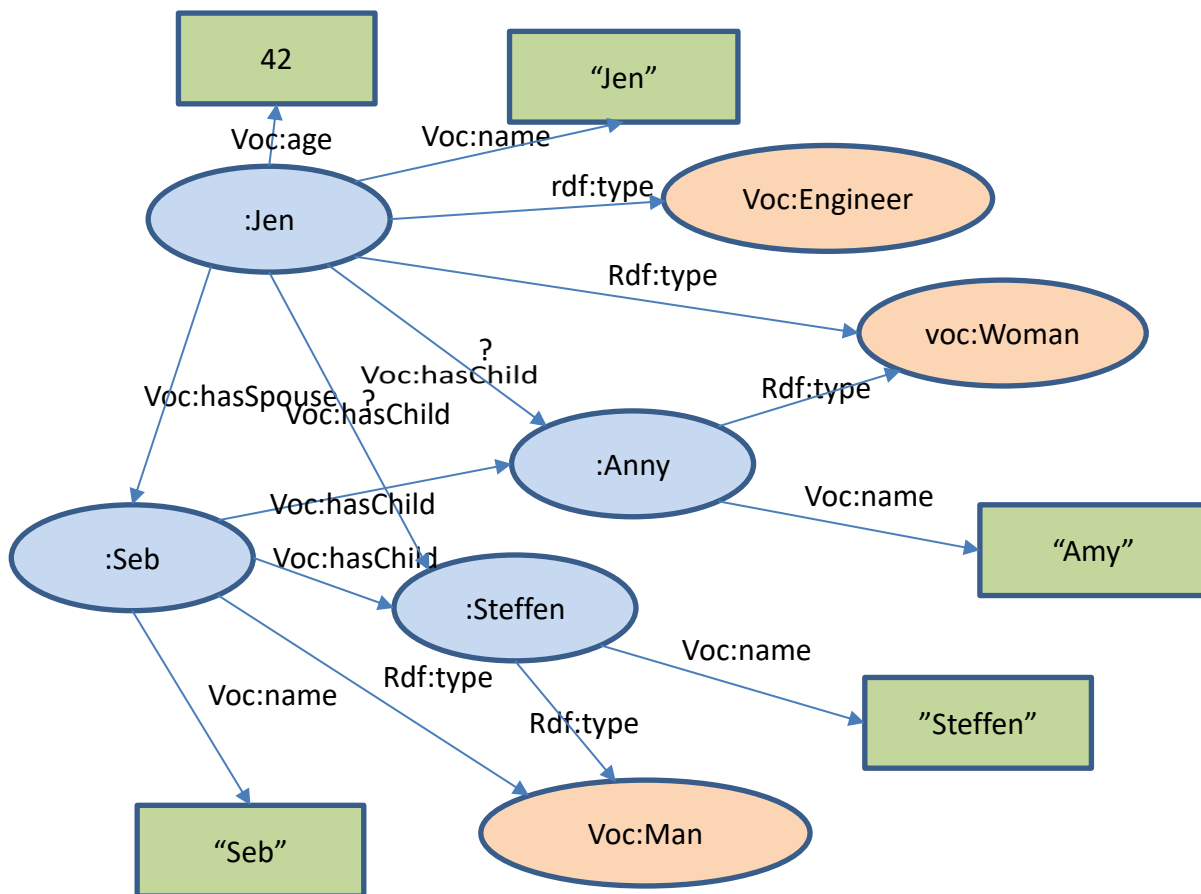 42
“Jen”
Voc:age
Voc:name
rdf:type
Voc:Engineer
:Jen
Rdf:type
voc:Woman
?
Voc:hasChild
Rdf:type
Voc:hasSpouse
?
Voc:hasChild
:Anny
Voc:name
Voc:hasChild
“Amy”
:Seb
Voc:hasChild
:Steffen
Voc:name
Rdf:type
Voc:name
Rdf:type
”Steffen”
Voc:Man
“Seb”